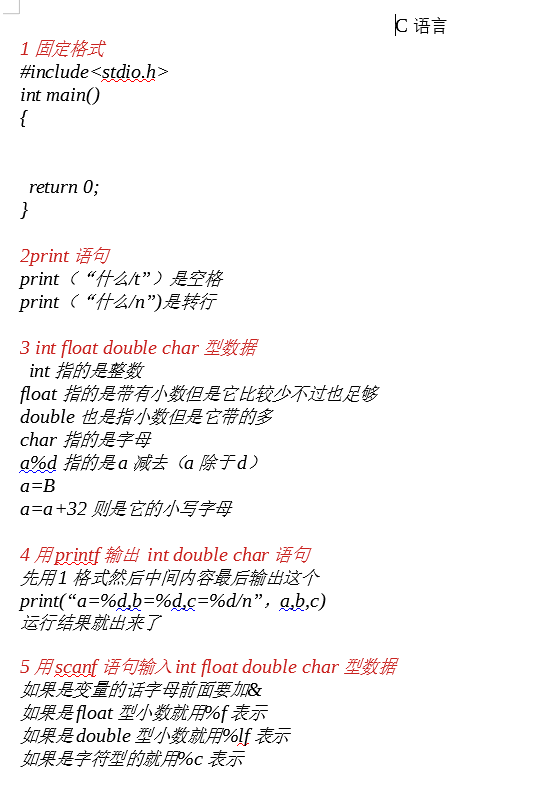 C 语言
1 固定格式
#include<stdio.h>
int main()
{
return 0;
}
2print 语句
print（“什么/t”）是空格
print（“什么/n”)是转行
3 int float double char 型数据
int 指的是整数
float 指的是带有小数但是它比较少不过也足够
double 也是指小数但是它带的多
char 指的是字母
a%d 指的是 a 减去（a 除于 d）
a=B
a=a+32 则是它的小写字母
4 用 printf 输出 int double char 语句
先用 1 格式然后中间内容最后输出这个
print(“a=%d,b=%d,c=%d/n”，a,b,c)
运行结果就出来了
5 用 scanf 语句输入 int float double char 型数据
如果是变量的话字母前面要加&
如果是 float 型小数就用%f 表示
如果是 double 型小数就用%lf 表示
如果是字符型的就用%c 表示